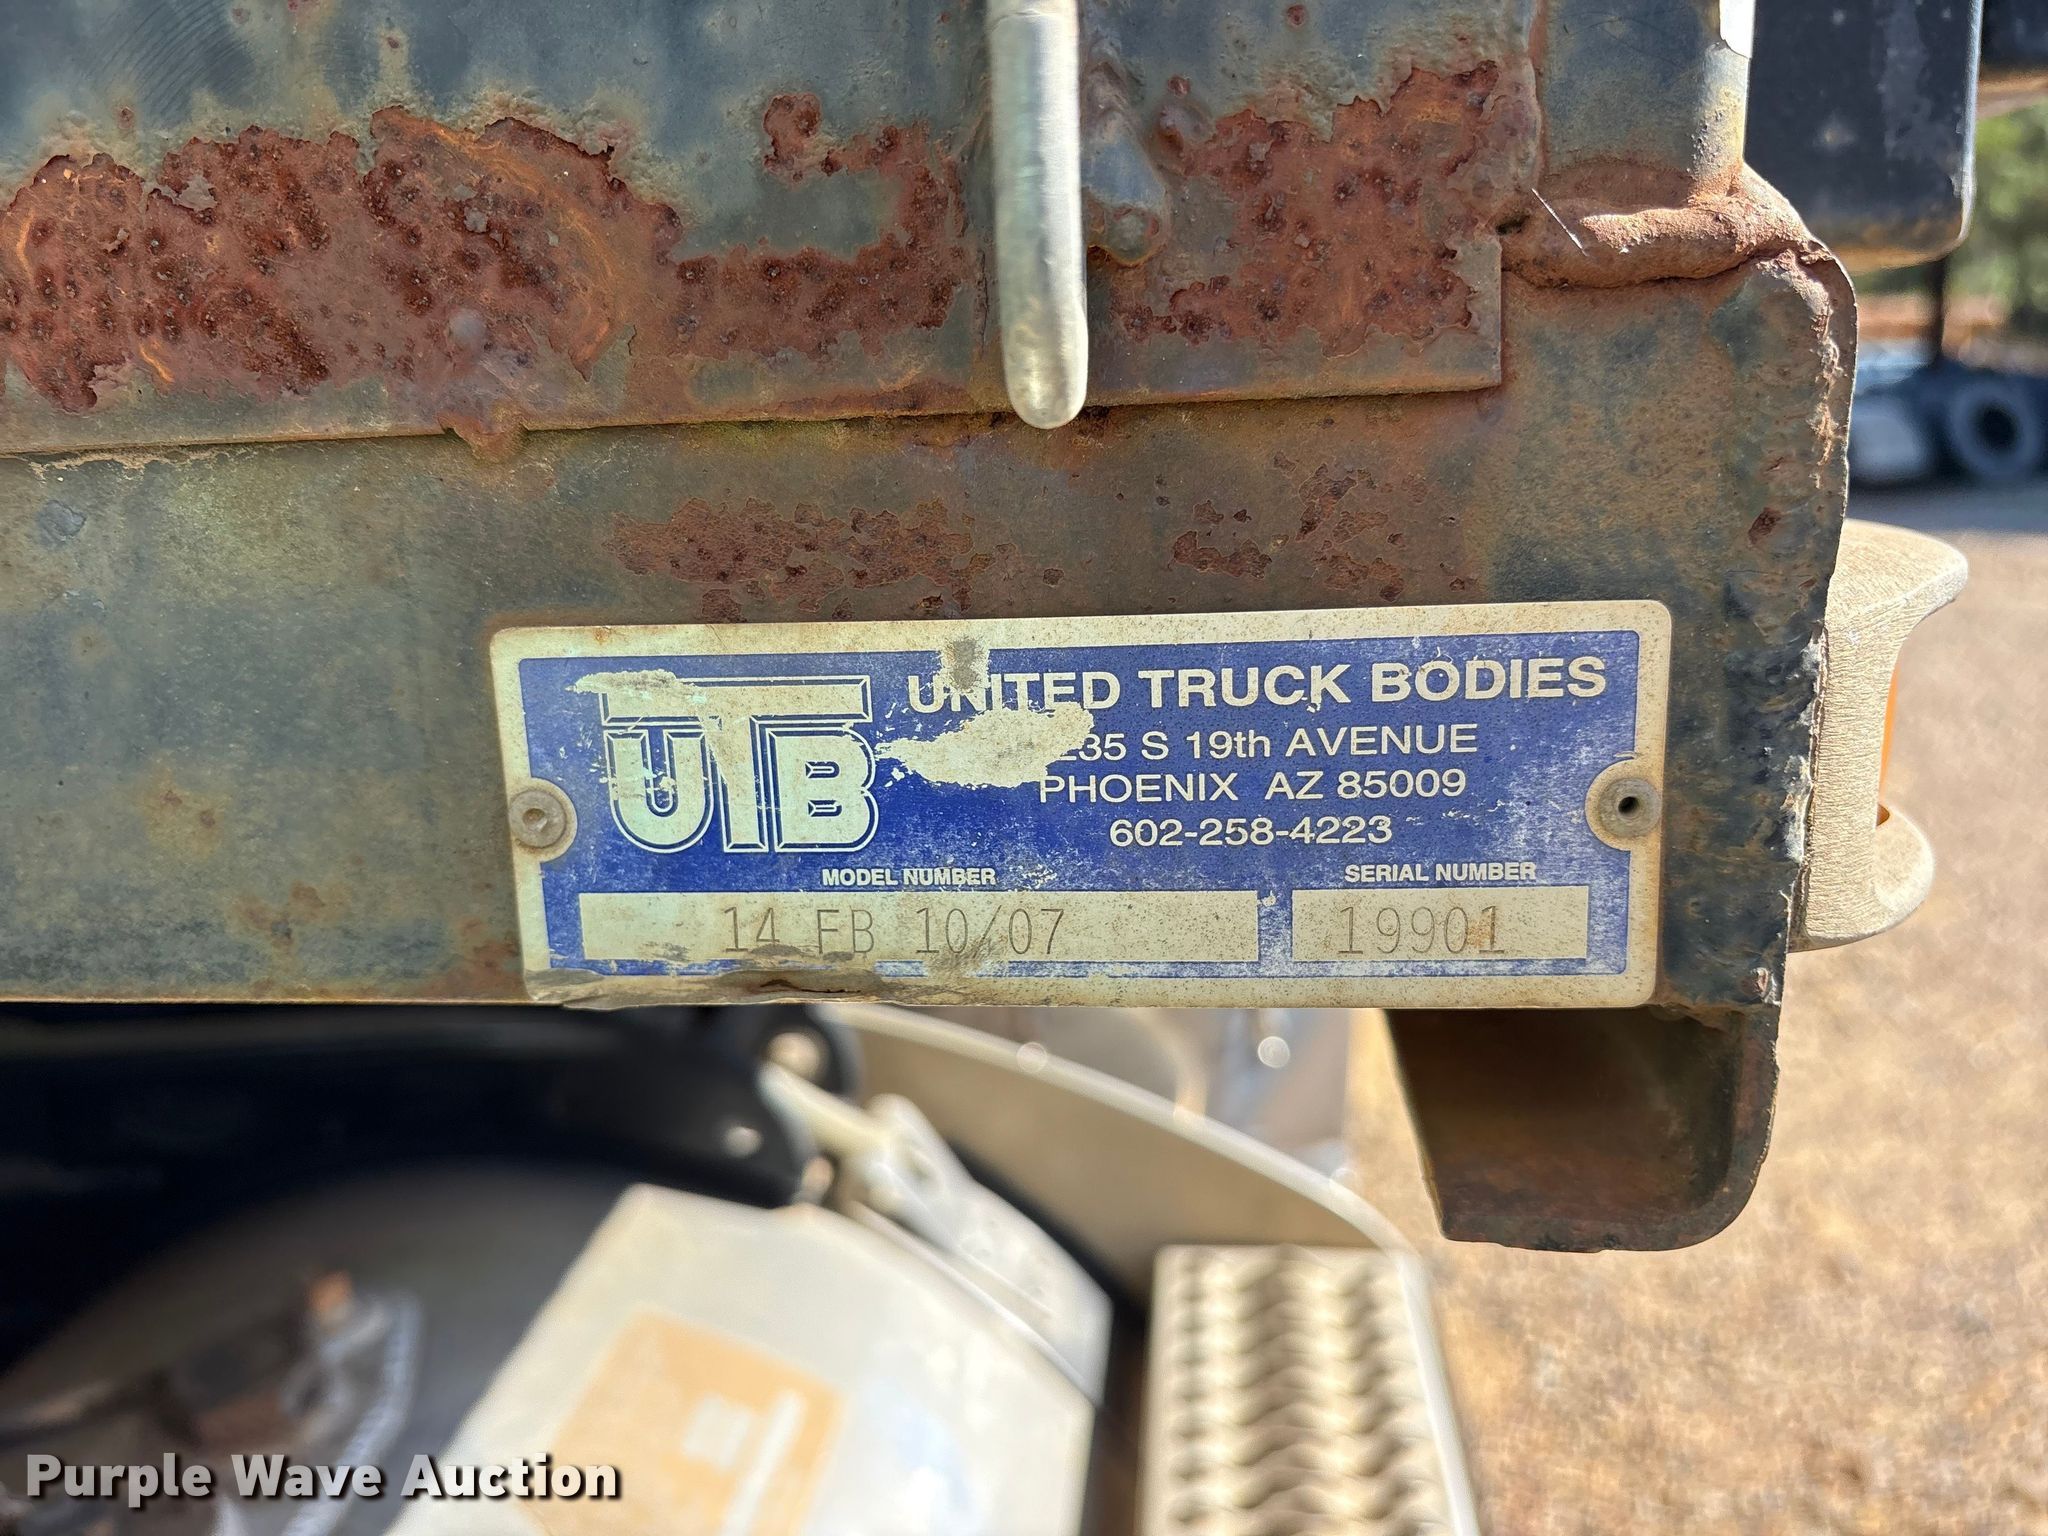 UTB
UNITED TRUCK BODIES
35 S 19th AVENUE
PHOENIX AZ 85009
602-258-4223
MODEL NUMBER SERIAL NUMBER
14 FB 10/07 19901
Purple Wave Auction